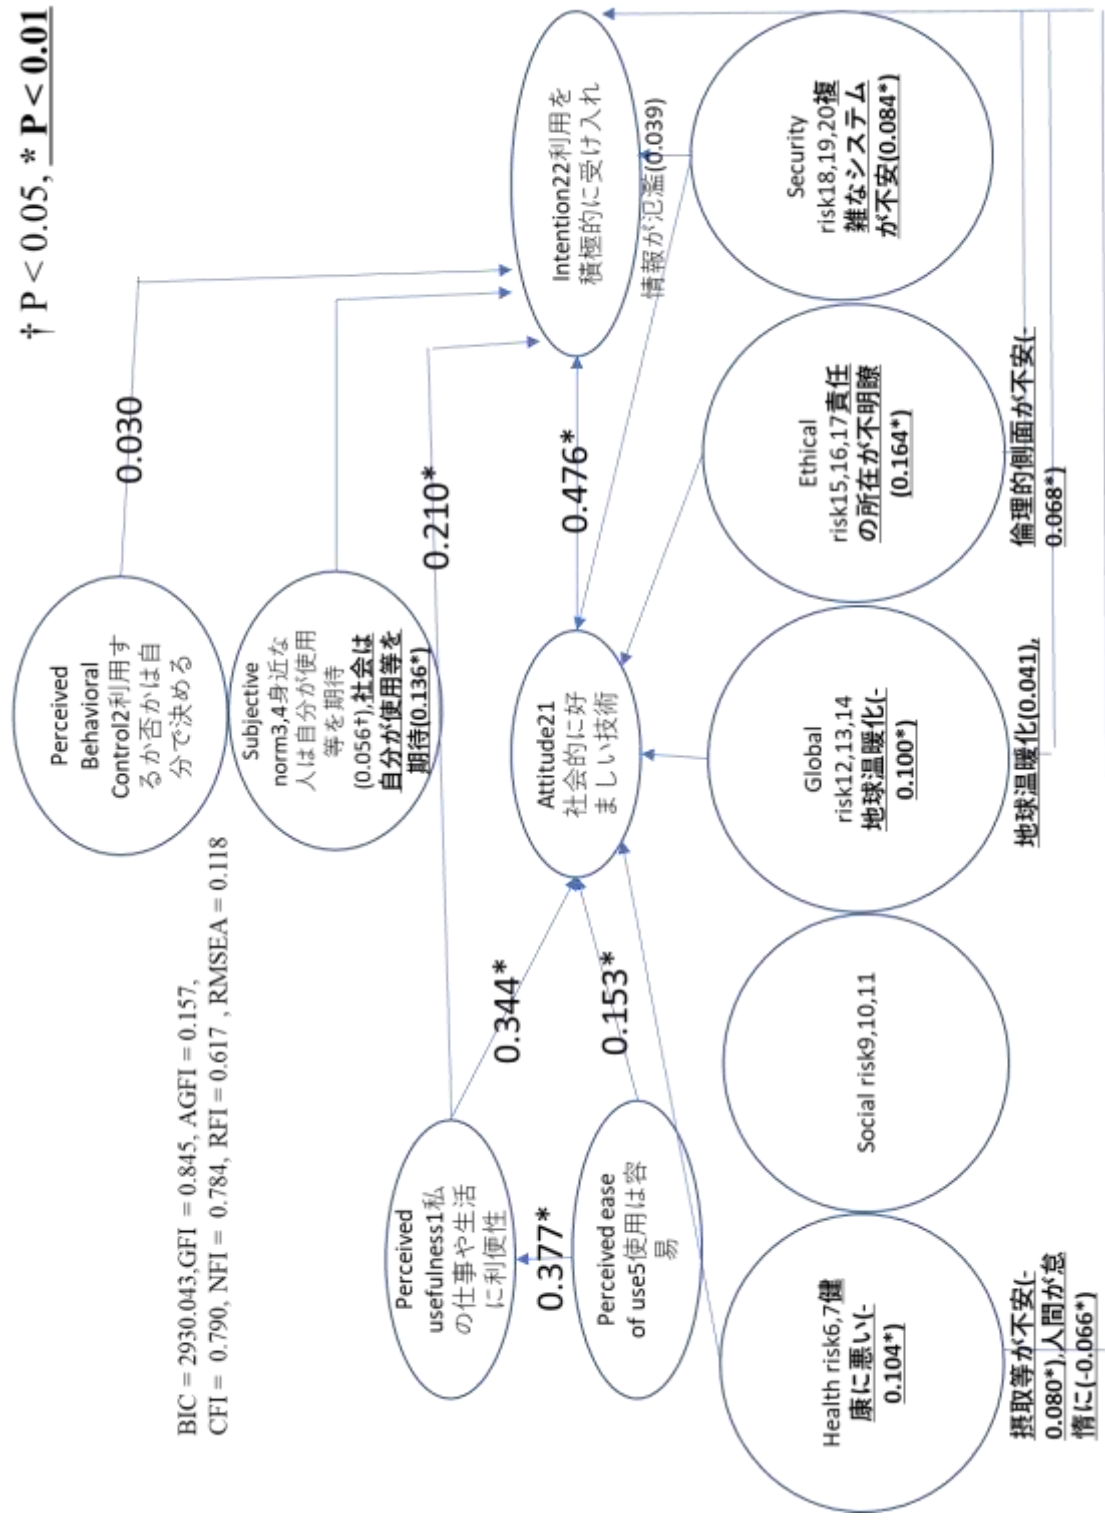 † P < 0.05, * P < 0.01
BIC = 2930.043,GFI = 0.845, AGFI = 0.157,
CFI = 0.790, NFI = 0.784, RFI = 0.617 , RMSEA = 0.118
Perceived
Behavioral
Control2利用す
るか否かは自
分で決める
0.030
Subjective
norm3,4身近な
人は自分が使用
等を期待
(0.056†),社会は
自分が使用等を
期待(0.136*)
0.210*
Perceived
usefulness1私
の仕事や生活
に利便性
0.344*
0.377*
Perceived ease
of use5使用は容
易
0.153*
Attitude21
社会的に好
ましい技術
0.476*
Intention22利用を
積極的に受け入れ
情報が氾濫(0.039)
Health risk6,7健
康に悪い(-
0.104*)
Social risk9,10,11
Global
risk12,13,14
地球温暖化(-
0.100*)
Ethical
risk15,16,17責任
の所在が不明瞭
(0.164*)
Security
risk18,19,20複
雑なシステム
が不安(0.084*)
摂取等が不安(-
0.080*),人間が怠
惰に(-0.066*)
地球温暖化(0.041),
倫理的側面が不安(-
0.068*)